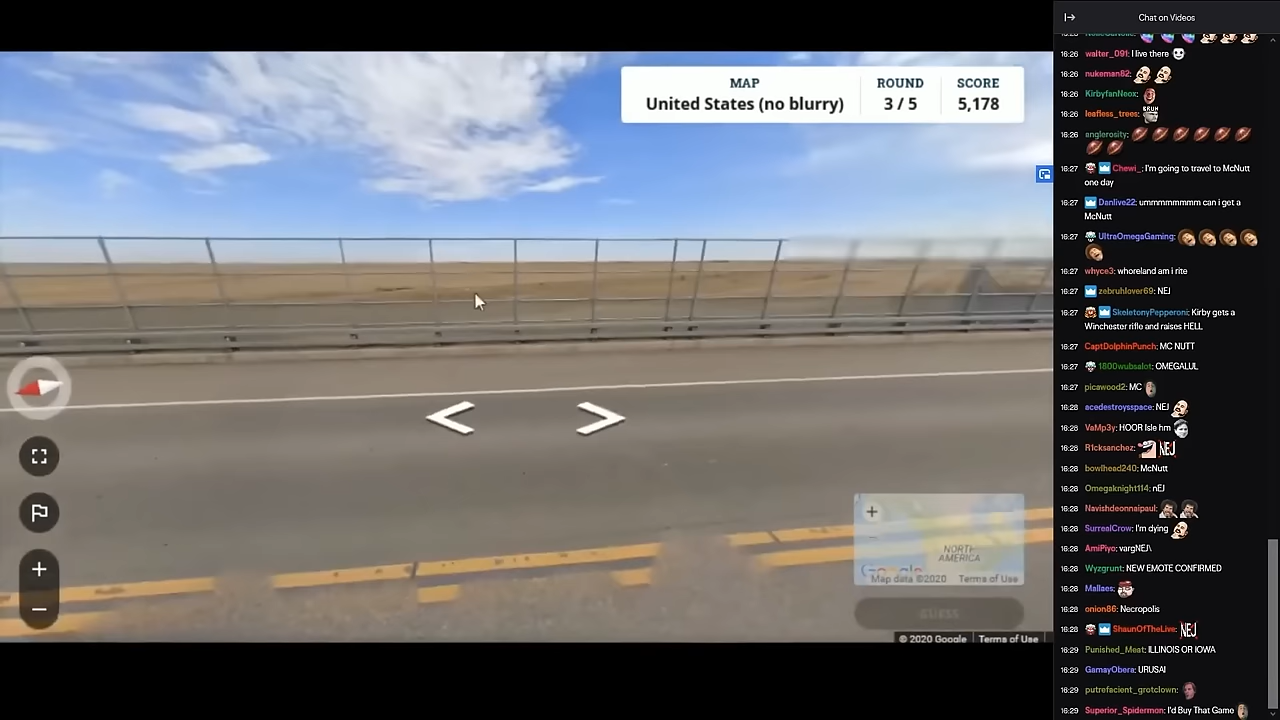 MAP
United States (no blurry)
ROUND
3 / 5
SCORE
5,178
+
−
NORTH
AMERICA
Google
Map data ©2020 Terms of Use
GUESS
© 2020 Google Terms of Use
+
−
Chat on Videos
16:26 walter_091: I live there
16:26 nukeman82:
16:26 KirbyfanNeox:
16:26 leafless_trees: BRUH
16:26 anglerosity:
16:27 Chewi_: I'm going to travel to McNutt
one day
16:27 Danlive22: ummmmmmmm can i get a
McNutt
16:27 UltraOmegaGaming:
16:27 whyce3: whoreland am i rite
16:27 zebruhlover69: NEJ
16:27 SkeletonyPepperoni: Kirby gets a
Winchester rifle and raises HELL
16:27 CaptDolphinPunch: MC NUTT
16:27 1800wubsalot: OMEGALUL
16:27 picawood2: MC
16:28 acedestroysspace: NEJ
16:28 VaMp3y: HOOR Isle hm
16:28 R1cksanchez: NEJ
16:28 bowlhead240: McNutt
16:28 Omegaknight114: nEJ
16:28 Navishdeonnaipaul:
16:28 SurrealCrow: I'm dying
16:28 AmiPiyo: vargNEJ\
16:28 Wyzgrunt: NEW EMOTE CONFIRMED
16:28 Mallaes:
16:28 onion86: Necropolis
16:28 ShaunOfTheLive: NEJ
16:29 Punished_Meat: ILLINOIS OR IOWA
16:29 GamayObera: URUSAI
16:29 putrefacient_grotclown:
16:29 Superior_Spiderman: I'd Buy That Game